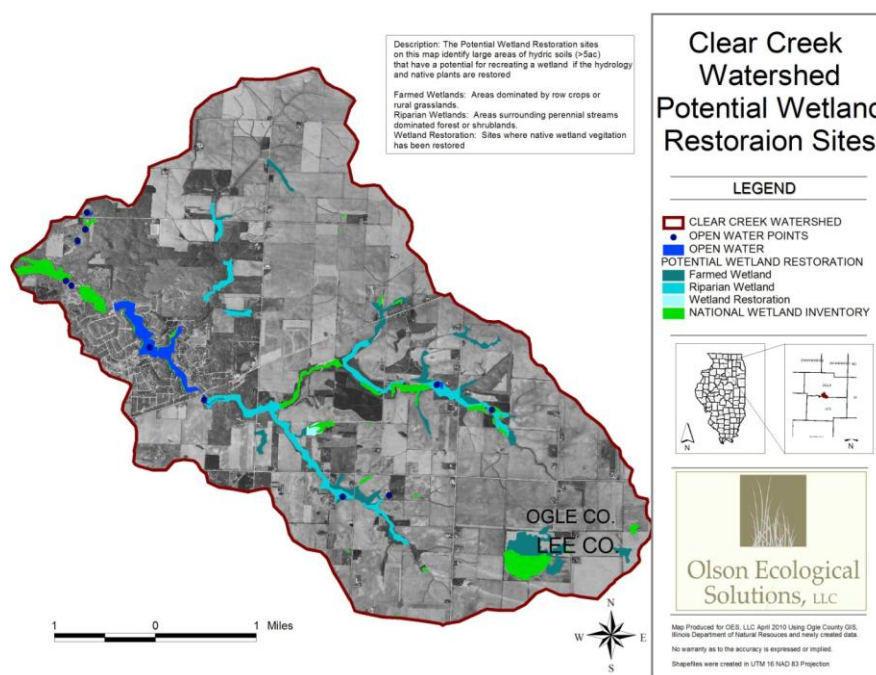 Description: The Potential Wetland Restoration sites
on this map identify large areas of hydric soils (>5ac)
that have a potential for recreating a wetland if the hydrology
and native plants are restored
Farmed Wetlands: Areas dominated by row crops or
rural grasslands.
Riparian Wetlands: Areas surrounding perennial streams
dominated forest or shrublands.
Wetland Restoration: Sites where native wetland vegitation
has been restored
OGLE CO.
LEE CO.
1 0 1 Miles
N
W E
S
Clear Creek
Watershed
Potential Wetland
Restoraion Sites
LEGEND
CLEAR CREEK WATERSHED
OPEN WATER POINTS
OPEN WATER
POTENTIAL WETLAND RESTORATION
Farmed Wetland
Riparian Wetland
Wetland Restoration
NATIONAL WETLAND INVENTORY
N
N
Olson Ecological
Solutions, LLC
Map Produced for OES, LLC April 2010 Using Ogle County GIS,
Illinois Department of Natural Resouces and newly created data.
No warranty as to the accuracy is expressed or implied.
Shapefiles were created in UTM 16 NAD 83 Projection